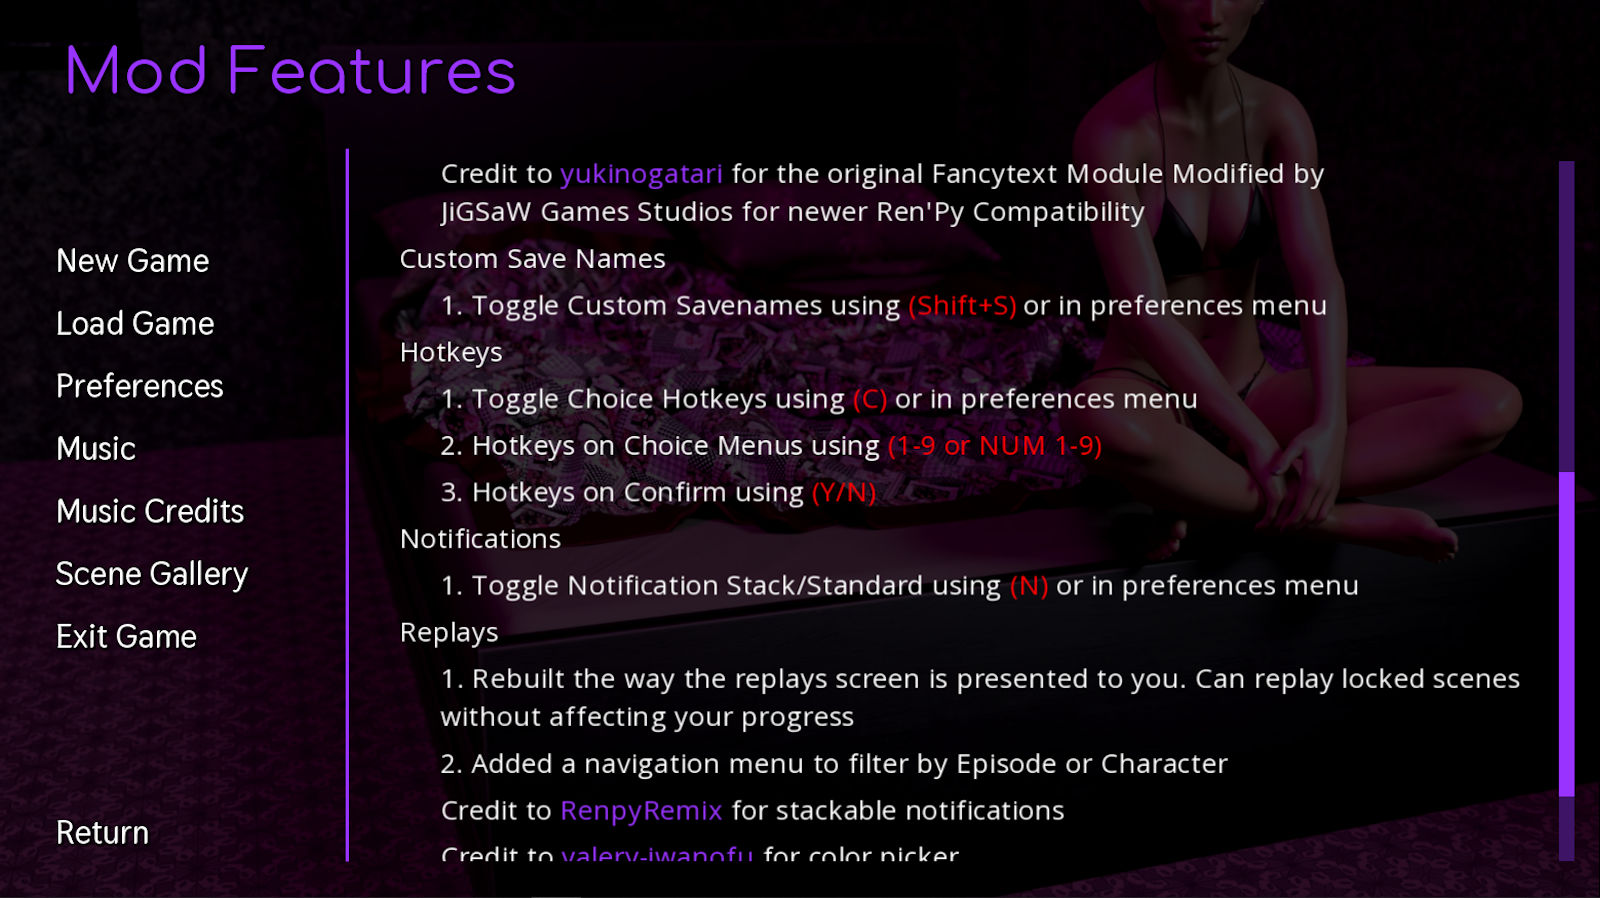 Mod Features
New Game
Load Game
Preferences
Music
Music Credits
Scene Gallery
Exit Game
Return
Credit to yukinogatari for the original Fancytext Module Modified by
JiGSaW Games Studios for newer Ren'Py Compatibility
Custom Save Names
1. Toggle Custom Savenames using (Shift+S) or in preferences menu
Hotkeys
1. Toggle Choice Hotkeys using (C) or in preferences menu
2. Hotkeys on Choice Menus using (1-9 or NUM 1-9)
3. Hotkeys on Confirm using (Y/N)
Notifications
1. Toggle Notification Stack/Standard using (N) or in preferences menu
Replays
1. Rebuilt the way the replays screen is presented to you. Can replay locked scenes
without affecting your progress
2. Added a navigation menu to filter by Episode or Character
Credit to RenpyRemix for stackable notifications
Credit to valery-iwanofu for color picker